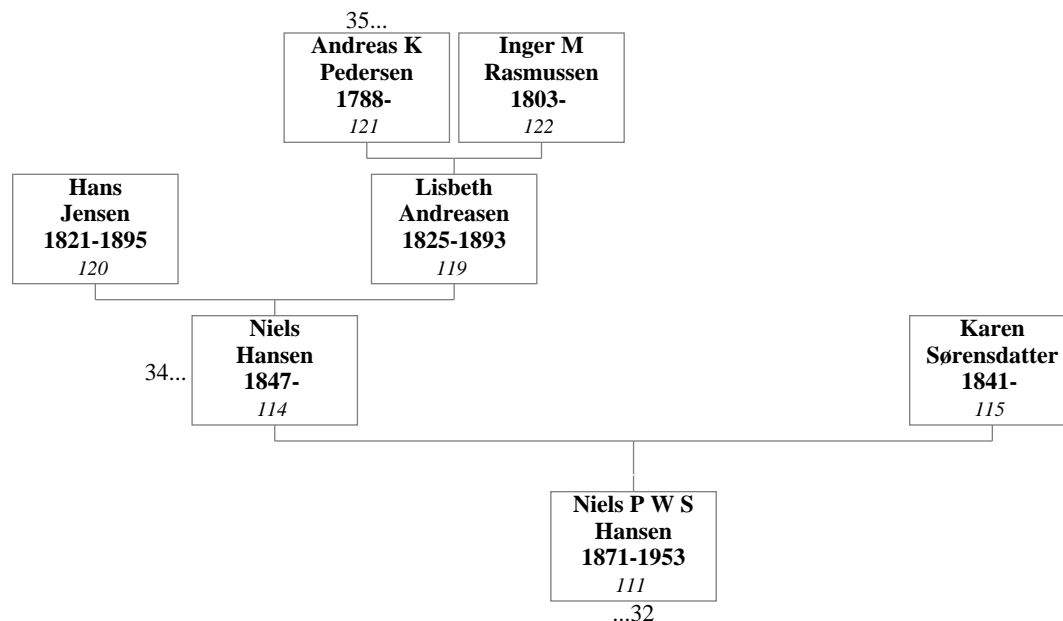 35...
Andreas K
Pedersen
1788-
121
Inger M
Rasmussen
1803-
122
Hans
Jensen
1821-1895
120
Lisbeth
Andreasen
1825-1893
119
34...
Niels
Hansen
1847-
114
Karen
Sørensdatter
1841-
115
Niels P W S
Hansen
1871-1953
111
...32